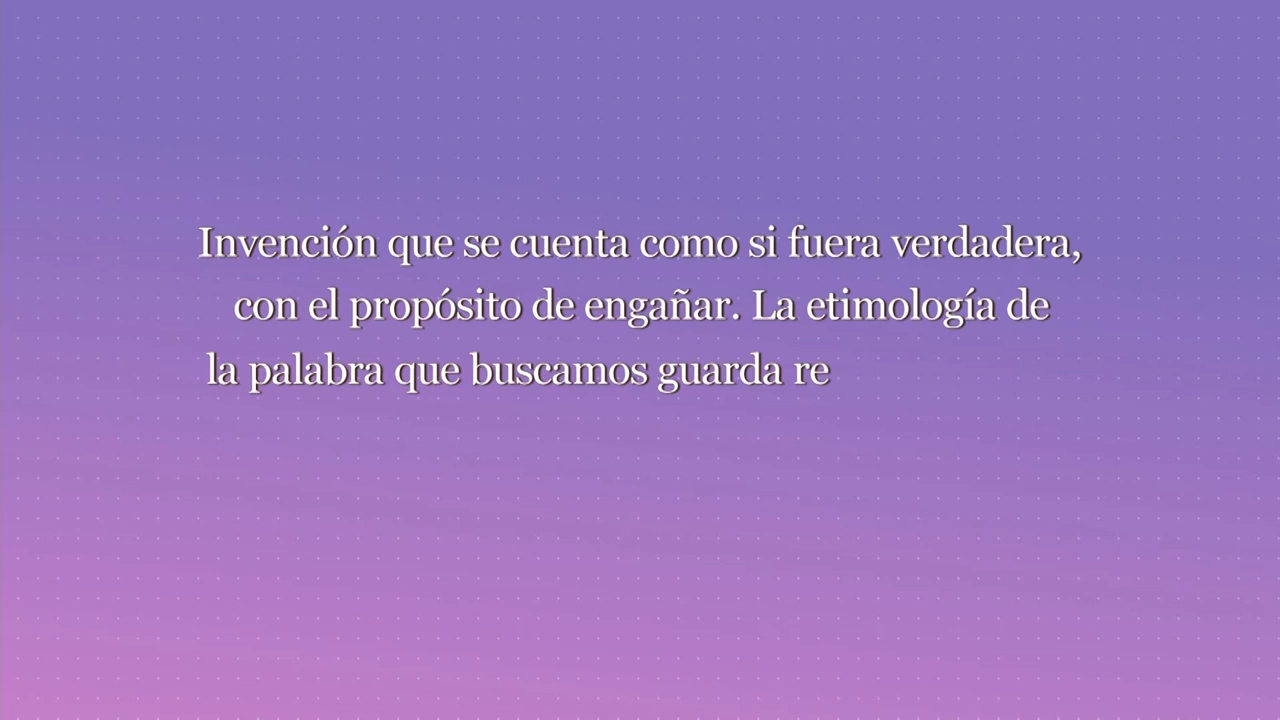 Invención que se cuenta como si fuera verdadera,
con el propósito de engañar. La etimología de
la palabra que buscamos guarda re